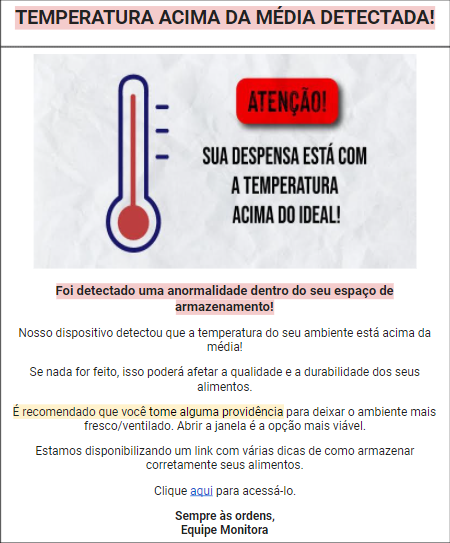 TEMPERATURA ACIMA DA MÉDIA DETECTADA!
ATENÇÃO!
SUA DESPENSA ESTÁ COM
A TEMPERATURA
ACIMA DO IDEAL!
Foi detectado uma anormalidade dentro do seu espaço de
armazenamento!
Nosso dispositivo detectou que a temperatura do seu ambiente está acima da
média!
Se nada for feito, isso poderá afetar a qualidade e a durabilidade dos seus
alimentos.
É recomendado que você tome alguma providência para deixar o ambiente mais
fresco/ventilado. Abrir a janela é a opção mais viável.
Estamos disponibilizando um link com várias dicas de como armazenar
corretamente seus alimentos.
Clique aqui para acessá-lo.
Sempre às ordens,
Equipe Monitora